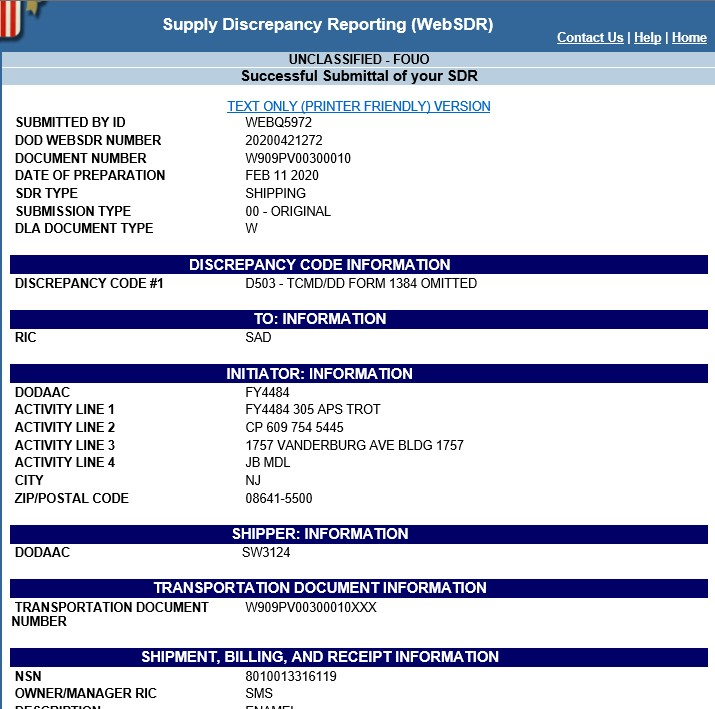 Supply Discrepancy Reporting (WebSDR)
Contact Us | Help | Home
UNCLASSIFIED - FOUO
Successful Submittal of your SDR
TEXT ONLY (PRINTER FRIENDLY) VERSION
SUBMITTED BY ID WEBQ5972
DOD WEBSDR NUMBER 20200421272
DOCUMENT NUMBER W909PV00300010
DATE OF PREPARATION FEB 11 2020
SDR TYPE SHIPPING
SUBMISSION TYPE 00 - ORIGINAL
DLA DOCUMENT TYPE W
DISCREPANCY CODE INFORMATION
DISCREPANCY CODE #1 D503 - TCMD/DD FORM 1384 OMITTED
TO: INFORMATION
RIC SAD
INITIATOR: INFORMATION
DODAAC FY4484
ACTIVITY LINE 1 FY4484 305 APS TROT
ACTIVITY LINE 2 CP 609 754 5445
ACTIVITY LINE 3 1757 VANDERBURG AVE BLDG 1757
ACTIVITY LINE 4 JB MDL
CITY NJ
ZIP/POSTAL CODE 08641-5500
SHIPPER: INFORMATION
DODAAC SW3124
TRANSPORTATION DOCUMENT INFORMATION
TRANSPORTATION DOCUMENT W909PV00300010XXX
NUMBER
SHIPMENT, BILLING, AND RECEIPT INFORMATION
NSN 8010013316119
OWNER/MANAGER RIC SMS
DESCRIPTION ENAMEL